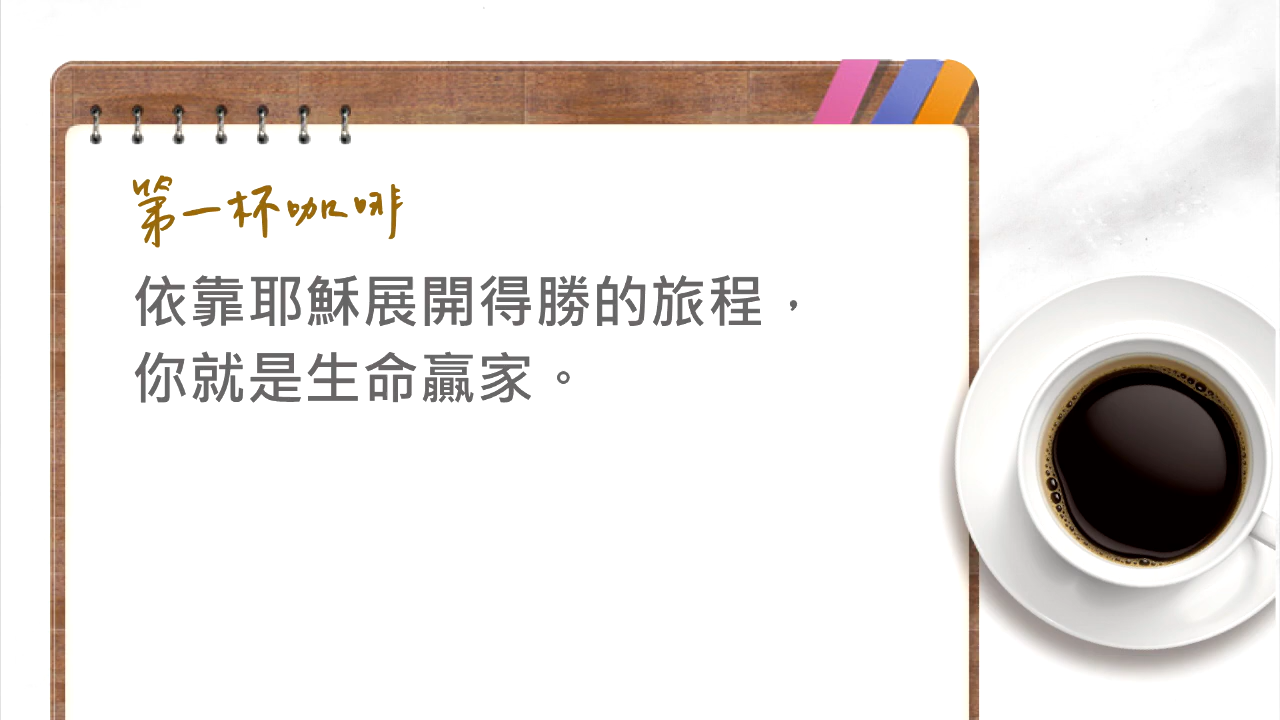 第一杯咖啡
依靠耶穌展開得勝的旅程，
你就是生命贏家。